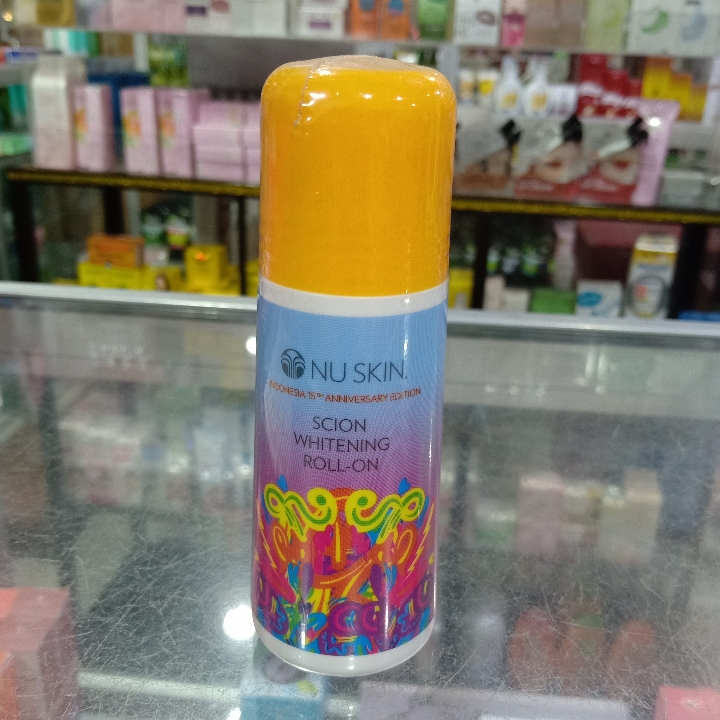 NU SKIN
INDONESIA 15TH ANNIVERSARY EDITION
SCION
WHITENING
ROLL-ON